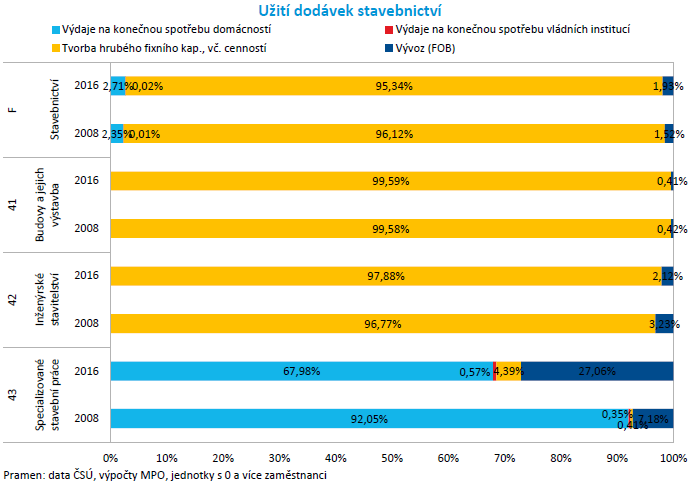 Užití dodávek stavebnictví
Výdaje na konečnou spotřebu domácností
Výdaje na konečnou spotřebu vládních institucí
Tvorba hrubého fixního kap., vč. cenností
Vývoz (FOB)
F
Stavebnictví
2016
2,71%
0,02%
95,34%
1,93%
2008
2,35%
0,01%
96,12%
1,52%
41
Budovy a jejich
výstavba
2016
99,59%
0,41%
2008
99,58%
0,42%
42
Inženýrské
stavitelství
2016
97,88%
2,12%
2008
96,77%
3,23%
43
Specializované
stavební práce
2016
67,98%
0,57%
4,39%
27,06%
2008
92,05%
0,35%
0,41%
7,18%
0% 10% 20% 30% 40% 50% 60% 70% 80% 90% 100%
Pramen: data ČSÚ, výpočty MPO, jednotky s 0 a více zaměstnanci